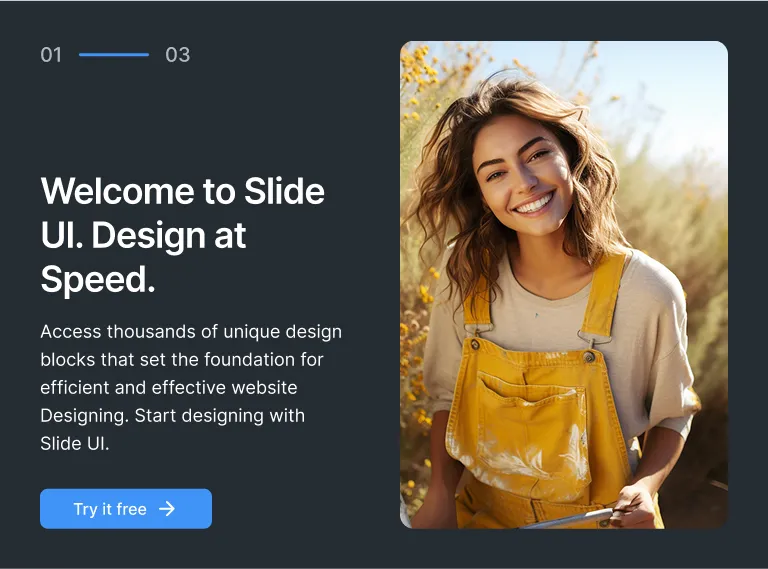 01 03
Welcome to Slide
UI. Design at
Speed.
Access thousands of unique design
blocks that set the foundation for
efficient and effective website
Designing. Start designing with
Slide UI.
Try it free